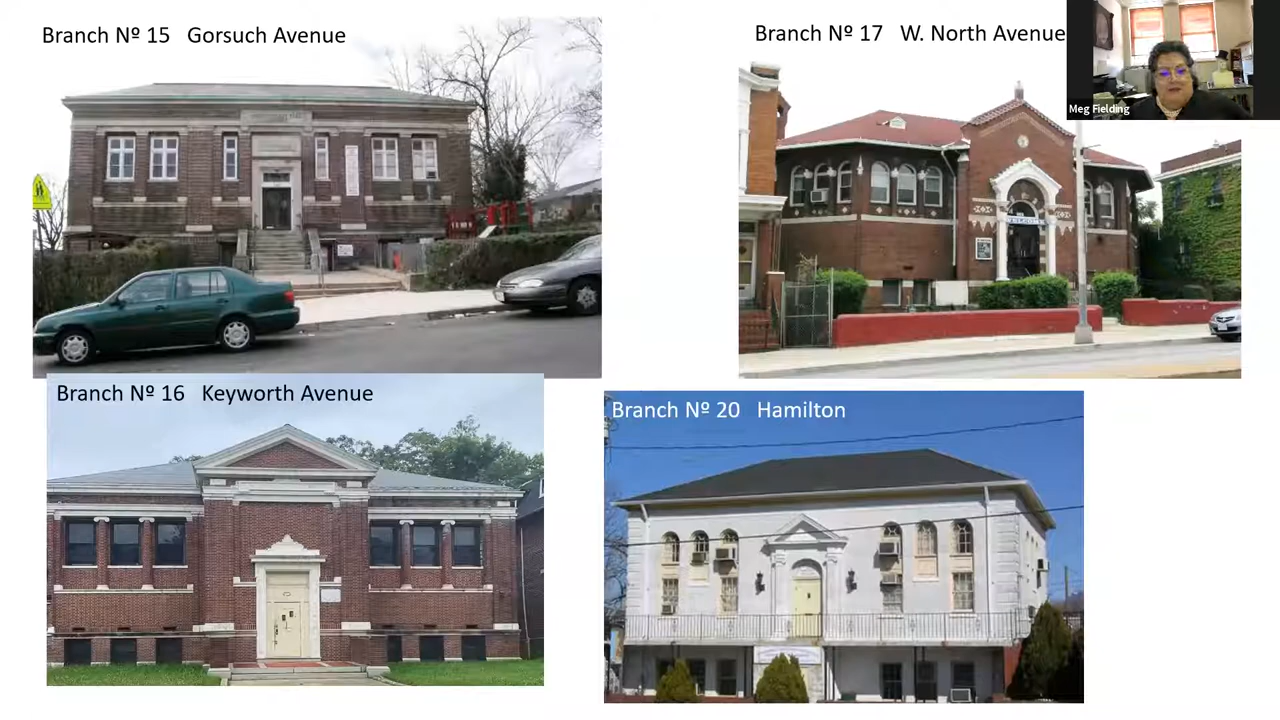 Branch Nº 15 Gorsuch Avenue
Branch Nº 17 W. North Avenue
Meg Fielding
Branch Nº 16 Keyworth Avenue
Branch Nº 20 Hamilton